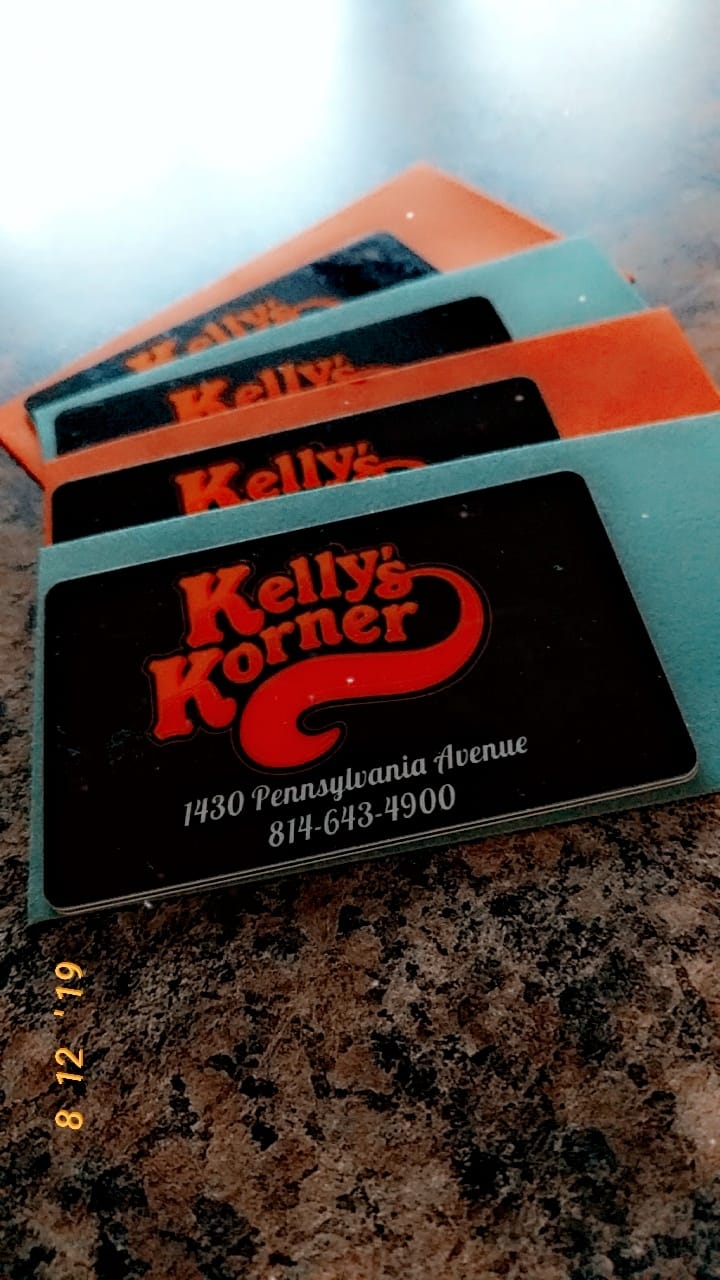 Kelly's
Kelly's
Kelly's
Kelly's
Korner
1430 Pennsylvania Avenue
814-643-4900
8 12 '19